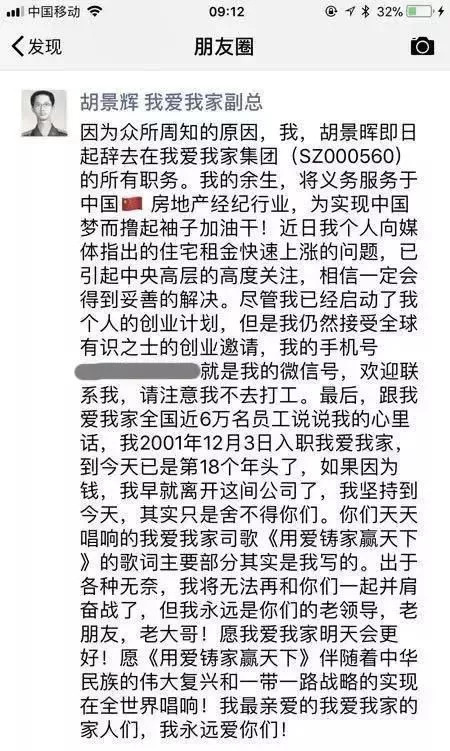 中国移动 09:12 32%
发现 朋友圈
胡景辉 我爱我家副总
因为众所周知的原因，我，胡景晖即日
起辞去在我爱我家集团（SZ000560）
的所有职务。我的余生，将义务服务于
中国🇨🇳 房地产经纪行业，为实现中国
梦而撸起袖子加油干！近日我个人向媒
体指出的住宅租金快速上涨的问题，已
引起中央高层的高度关注，相信一定会
得到妥善的解决。尽管我已经启动了我
个人的创业计划，但是我仍然接受全球
有识之士的创业邀请，我的手机号
就是我的微信号，欢迎联
系我，请注意我不去打工。最后，跟我
爱我家全国近6万名员工说说我的心里
话，我2001年12月3日入职我爱我家，
到今天已是第18个年头了，如果因为
钱，我早就离开这间公司了，我坚持到
今天，其实只是舍不得你们。你们天天
唱响的我爱我家司歌《用爱铸家赢天下
》的歌词主要部分其实是我写的。出于
各种无奈，我将无法再和你们一起并肩
奋战了，但我永远是你们的老领导，老
朋友，老大哥！愿我爱我家明天会更
好！愿《用爱铸家赢天下》伴随着中华
民族的伟大复兴和一带一路战略的实现
在全世界唱响！我最亲爱的我爱我家的
家人们，我永远爱你们！